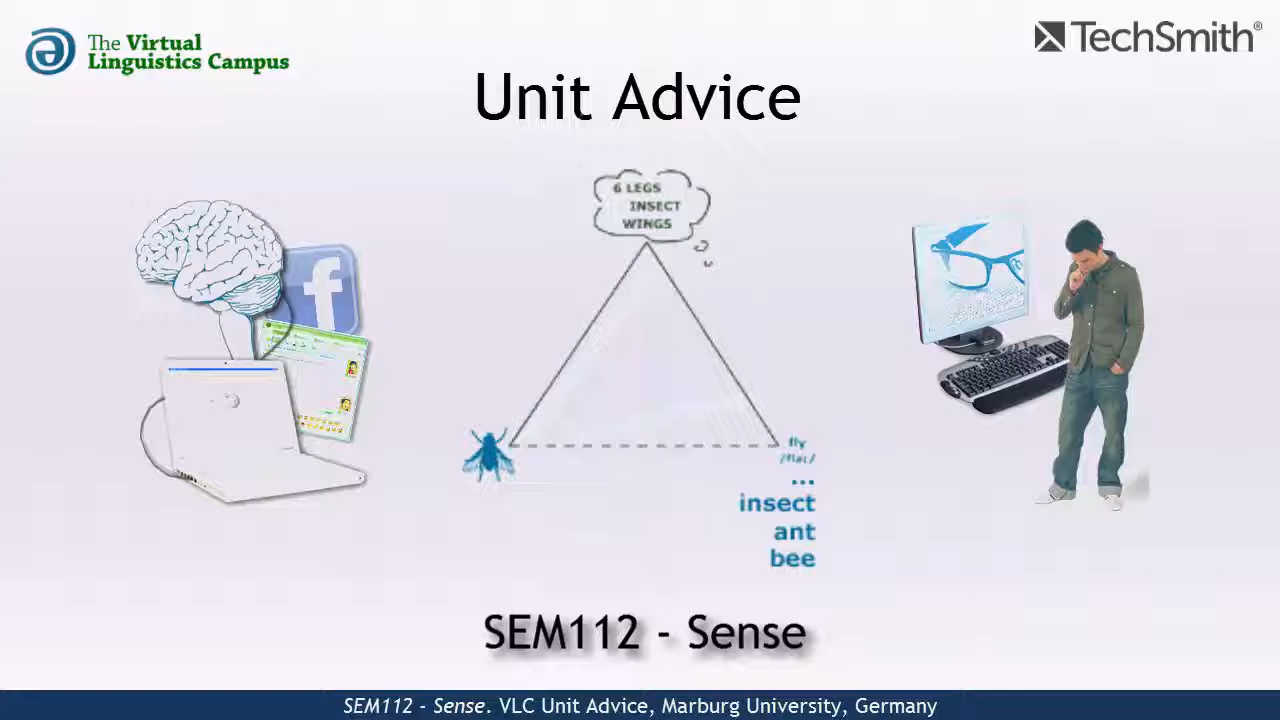 The Virtual
Linguistics Campus
TechSmith®
Unit Advice
6 LEGS
INSECT
WINGS
f
fly
/flaɪ/
...
insect
ant
bee
SEM112 - Sense
SEM112 - Sense. VLC Unit Advice, Marburg University, Germany